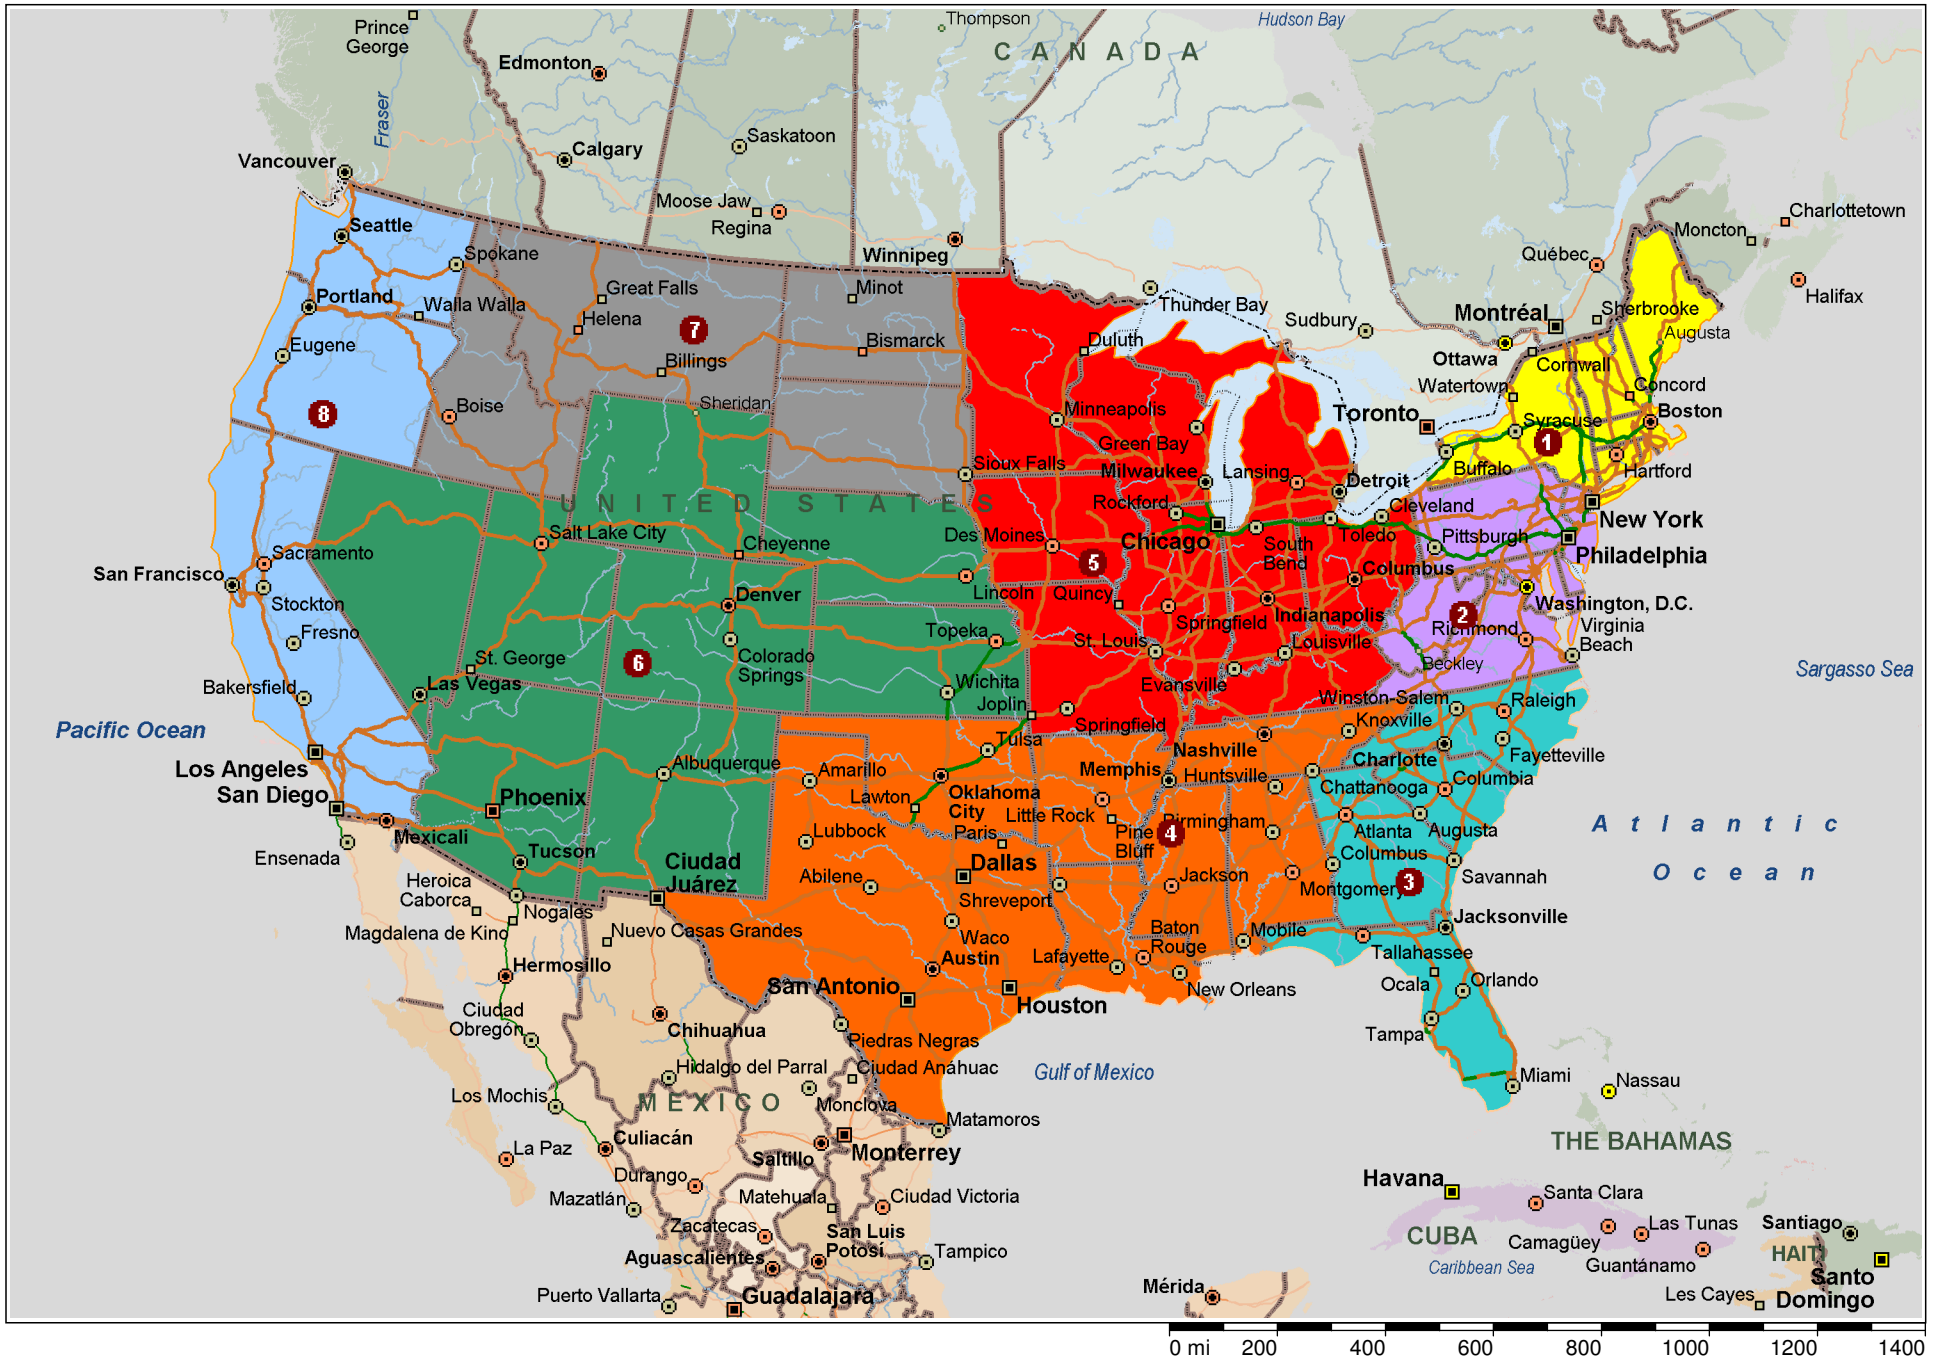 Prince
George
Thompson
Hudson Bay
CANADA
Edmonton
Fraser
Saskatoon
Calgary
Vancouver
Moose Jaw
Regina
Charlottetown
Moncton
Seattle
Winnipeg
Québec
Spokane
Halifax
Great Falls
Minot
Thunder Bay
Sudbury
Montréal
Sherbrooke
Portland
Walla Walla
Helena
7
Bismarck
Duluth
Ottawa
Cornwall
Augusta
Eugene
Billings
Watertown
Concord
8
Boise
Sheridan
Minneapolis
Toronto
Boston
Syracuse
1
Green Bay
Sioux Falls
Milwaukee
Lansing
Buffalo
Hartford
Detroit
UNITED STATES
Rockford
Cleveland
New York
Salt Lake City
Des Moines
Chicago
South
Bend
Toledo
Pittsburgh
Philadelphia
Sacramento
Cheyenne
5
Columbus
San Francisco
Stockton
Denver
Lincoln
Quincy
Washington, D.C.
Fresno
Topeka
Springfield
Indianapolis
2
Richmond
Virginia
Beach
St. Louis
Louisville
St. George
6
Colorado
Springs
Beckley
Sargasso Sea
Bakersfield
Las Vegas
Wichita
Evansville
Joplin
Winston-Salem
Raleigh
Pacific Ocean
Springfield
Knoxville
Tulsa
Nashville
Fayetteville
Los Angeles
Albuquerque
Amarillo
Memphis
Huntsville
Charlotte
Columbia
San Diego
Phoenix
Lawton
Oklahoma
City
Chattanooga
Little Rock
Atlantic
Ocean
Mexicali
Lubbock
Paris
Pine
Bluff
4
Birmingham
Atlanta
Augusta
Ensenada
Tucson
Ciudad
Juárez
Dallas
Columbus
Heroica
Caborca
Abilene
Jackson
Montgomery
3
Savannah
Nogales
Shreveport
Magdalena de Kino
Nuevo Casas Grandes
Waco
Baton
Rouge
Mobile
Jacksonville
Hermosillo
Austin
Lafayette
Tallahassee
San Antonio
New Orleans
Ocala
Orlando
Houston
Ciudad
Obregón
Chihuahua
Tampa
Piedras Negras
Hidalgo del Parral
Ciudad Anáhuac
Gulf of Mexico
Miami
Nassau
Los Mochis
MEXICO
Monclova
Matamoros
Culiacán
THE BAHAMAS
La Paz
Saltillo
Monterrey
Durango
Havana
Mazatlán
Matehuala
Ciudad Victoria
Santa Clara
Zacatecas
San Luis
Potosí
CUBA
Las Tunas
Santiago
Camagüey
Aguascalientes
Tampico
Caribbean Sea
Guantánamo
HAITI
Santo
Domingo
Puerto Vallarta
Guadalajara
Mérida
Les Cayes
0 mi 200 400 600 800 1000 1200 1400